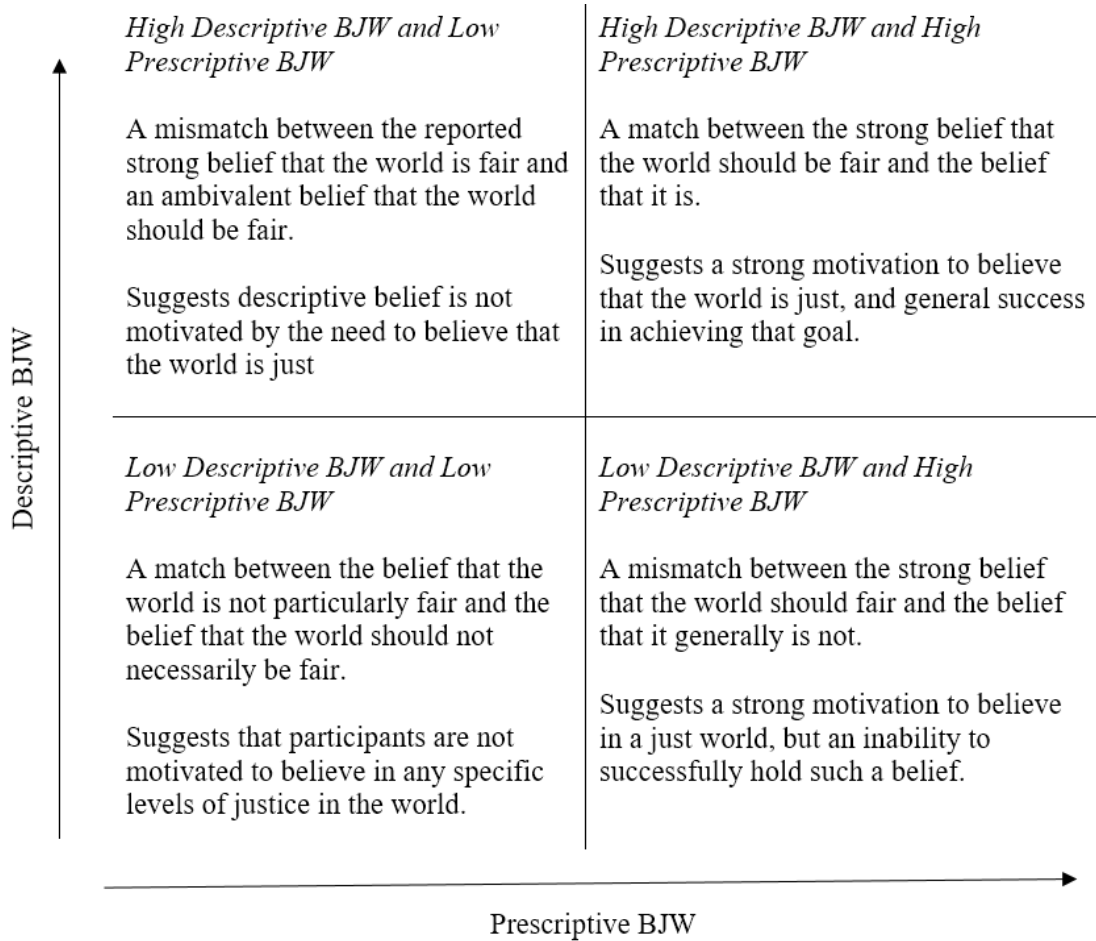 High Descriptive BJW and Low
Prescriptive BJW
A mismatch between the reported
strong belief that the world is fair and
an ambivalent belief that the world
should be fair.
Suggests descriptive belief is not
motivated by the need to believe that
the world is just
High Descriptive BJW and High
Prescriptive BJW
A match between the strong belief that
the world should be fair and the belief
that it is.
Suggests a strong motivation to believe
that the world is just, and general success
in achieving that goal.
Descriptive BJW
Low Descriptive BJW and Low
Prescriptive BJW
A match between the belief that the
world is not particularly fair and the
belief that the world should not
necessarily be fair.
Suggests that participants are not
motivated to believe in any specific
levels of justice in the world.
Low Descriptive BJW and High
Prescriptive BJW
A mismatch between the strong belief
that the world should fair and the belief
that it generally is not.
Suggests a strong motivation to believe
in a just world, but an inability to
successfully hold such a belief.
Prescriptive BJW